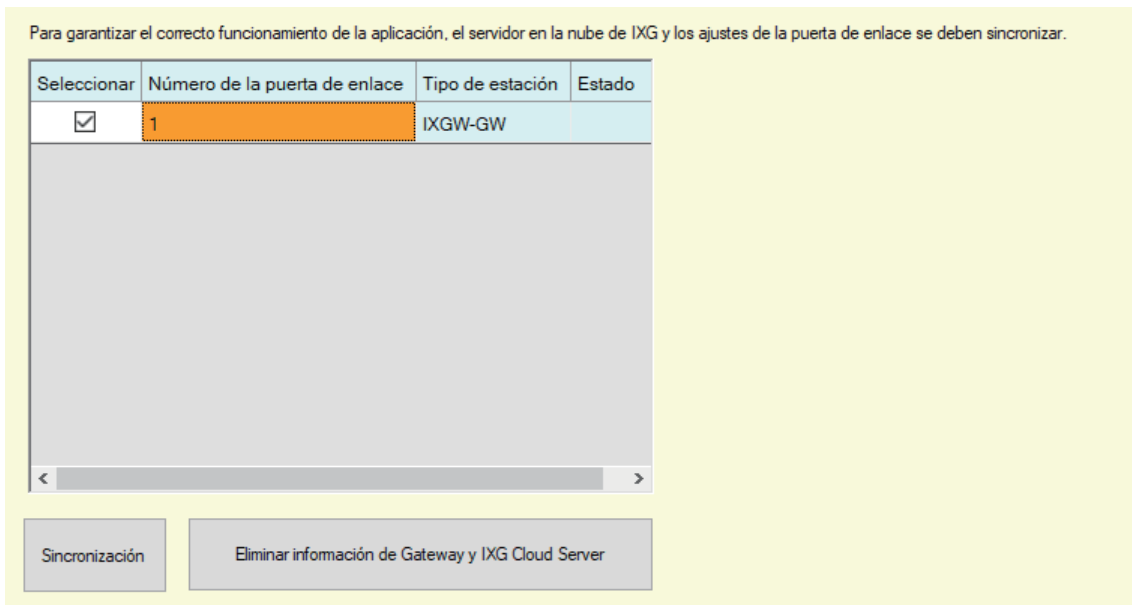 Para garantizar el correcto funcionamiento de la aplicación, el servidor en la nube de IXG y los ajustes de la puerta de enlace se deben sincronizar.
Seleccionar Número de la puerta de enlace Tipo de estación Estado
1 IXGW-GW
Sincronización Eliminar información de Gateway y IXG Cloud Server